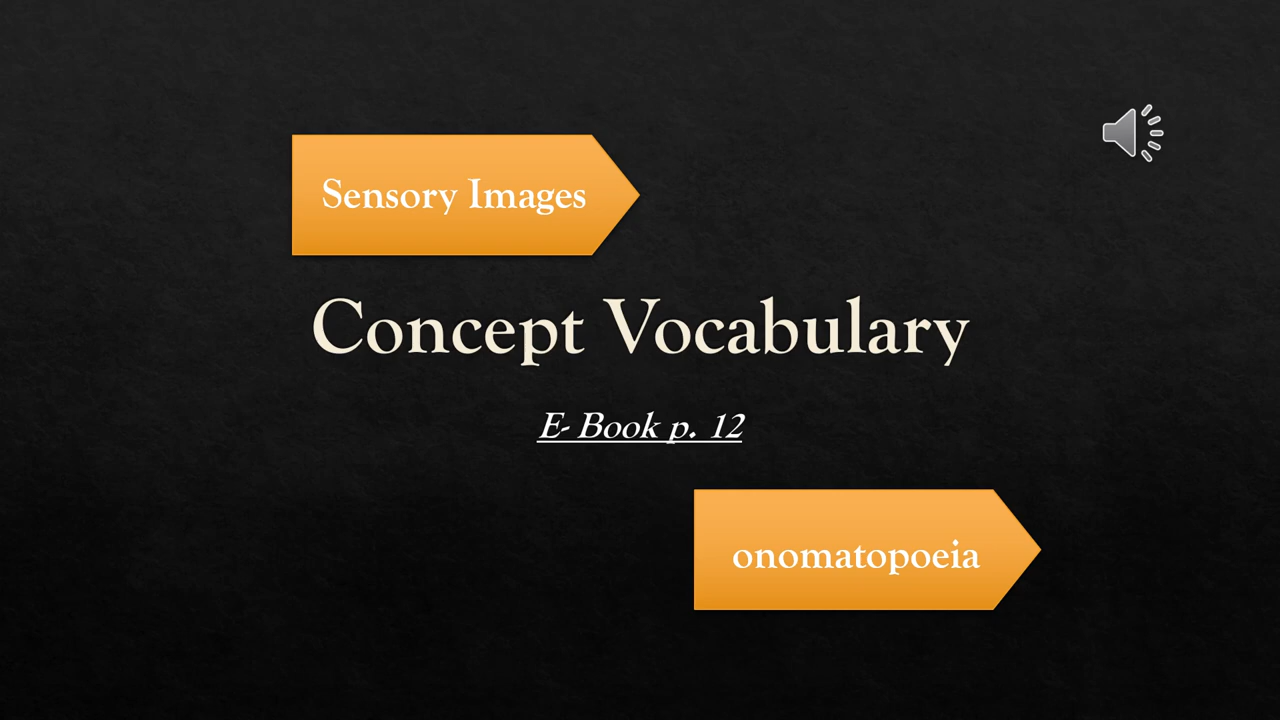 Sensory Images
Concept Vocabulary
E- Book p. 12
onomatopoeia